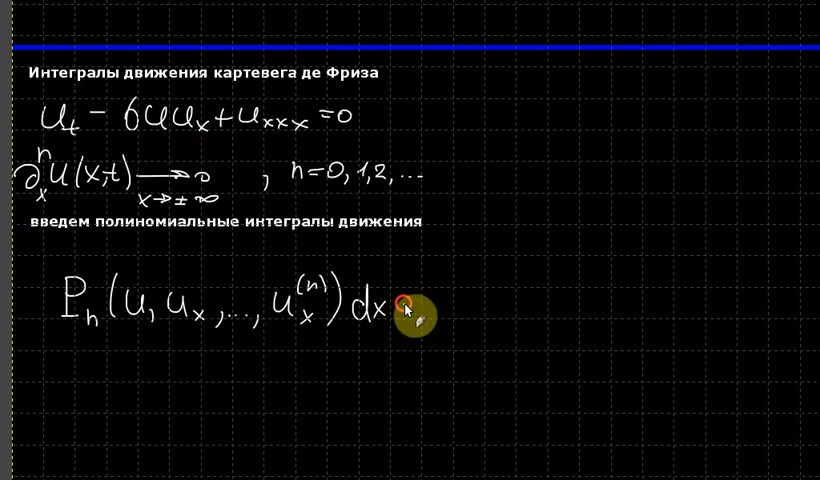 Интегралы движения картевега де Фриза
u_t − 6uu_x + u_xxx = 0
∂_x^n u(x,t) → 0 x→±∞ , n=0,1,2,...
введем полиномиальные интегралы движения
P_n(u, u_x, ..., u_x^(n)) dx